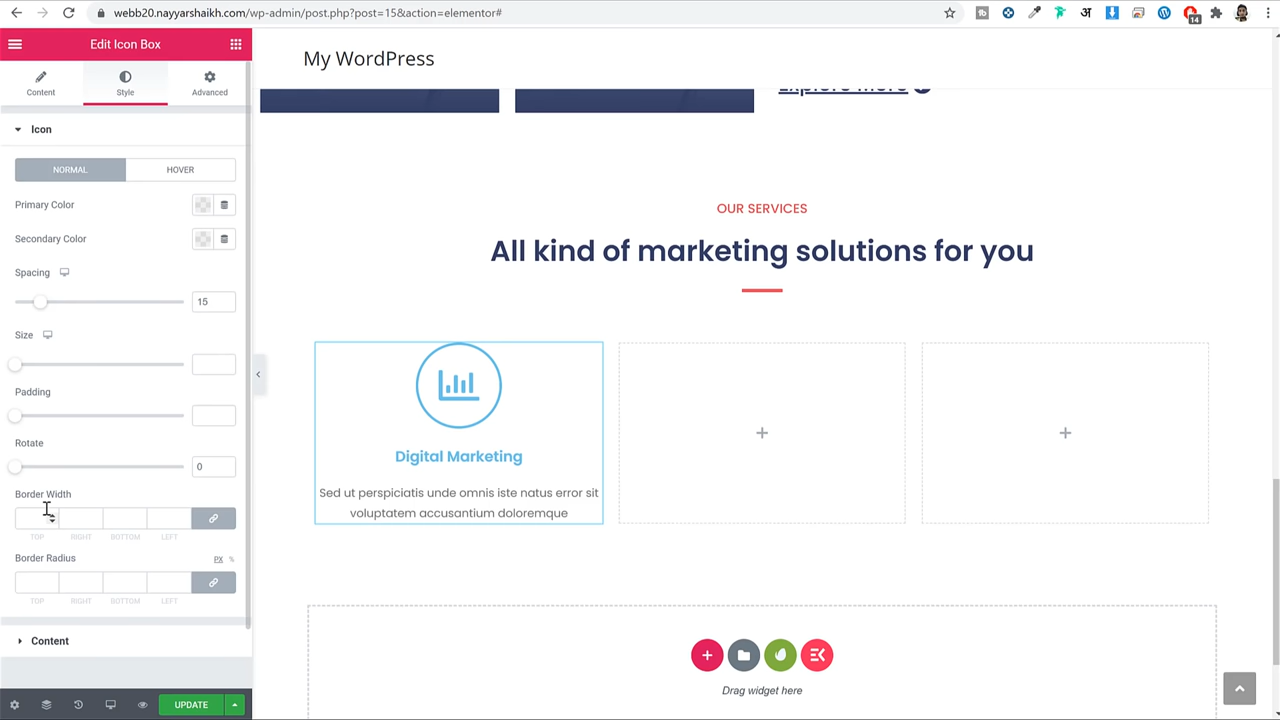 webb20.nayyarshaikh.com/wp-admin/post.php?post=15&action=elementor#
14
Edit Icon Box
Content
Style
Advanced
Icon
NORMAL
HOVER
Primary Color
Secondary Color
Spacing
15
Size
Padding
Rotate
0
Border Width
TOP RIGHT BOTTOM LEFT
Border Radius
PX %
TOP RIGHT BOTTOM LEFT
Content
UPDATE
My WordPress
Explore More
OUR SERVICES
All kind of marketing solutions for you
Digital Marketing
Sed ut perspiciatis unde omnis iste natus error sit
voluptatem accusantium doloremque
Drag widget here